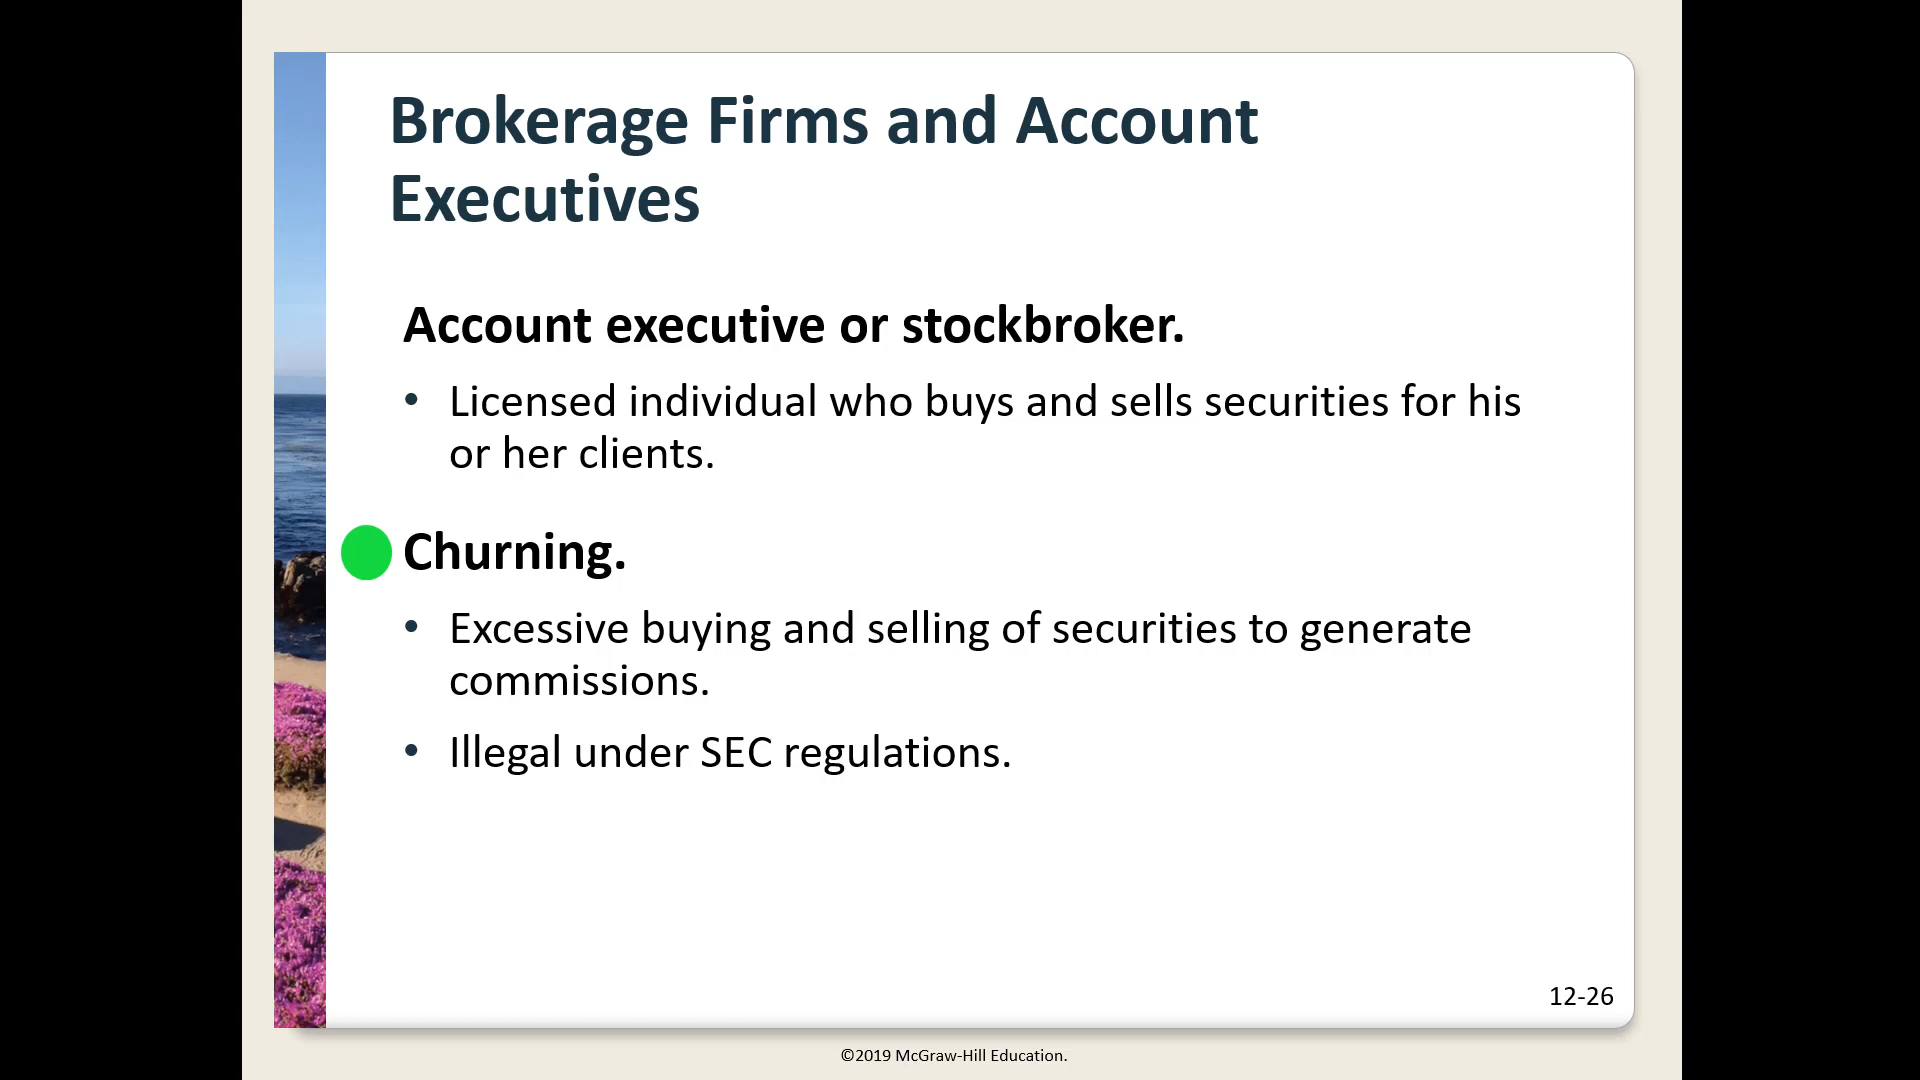 Brokerage Firms and Account
Executives
Account executive or stockbroker.
• Licensed individual who buys and sells securities for his
or her clients.
Churning.
• Excessive buying and selling of securities to generate
commissions.
• Illegal under SEC regulations.
12-26
©2019 McGraw-Hill Education.